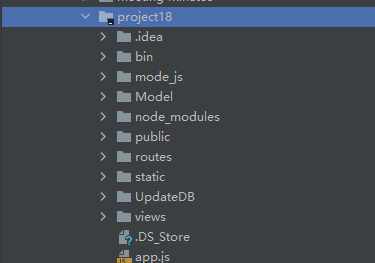 project18
.idea
bin
mode_js
Model
node_modules
public
routes
static
UpdateDB
views
.DS_Store
app.js